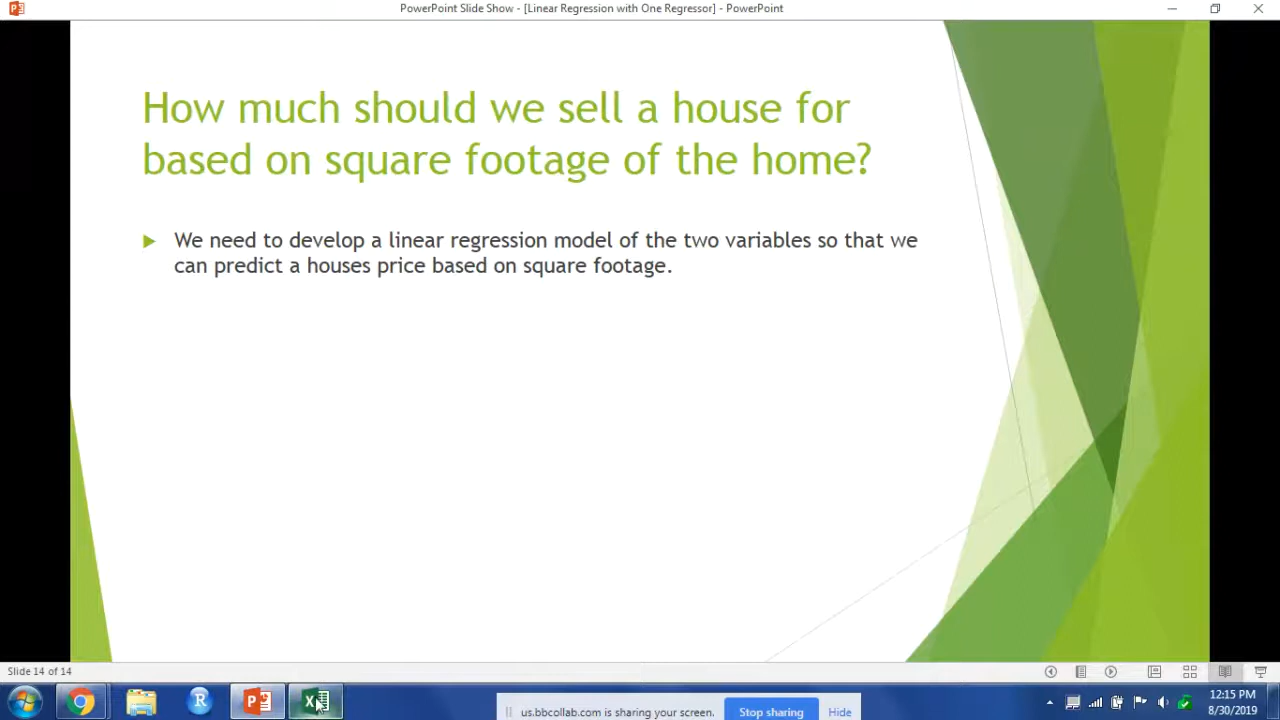 PowerPoint Slide Show - [Linear Regression with One Regressor] - PowerPoint
How much should we sell a house for
based on square footage of the home?
We need to develop a linear regression model of the two variables so that we
can predict a houses price based on square footage.
Slide 14 of 14
12:15 PM
us.bbcollab.com is sharing your screen.
Stop sharing
Hide
8/30/2019